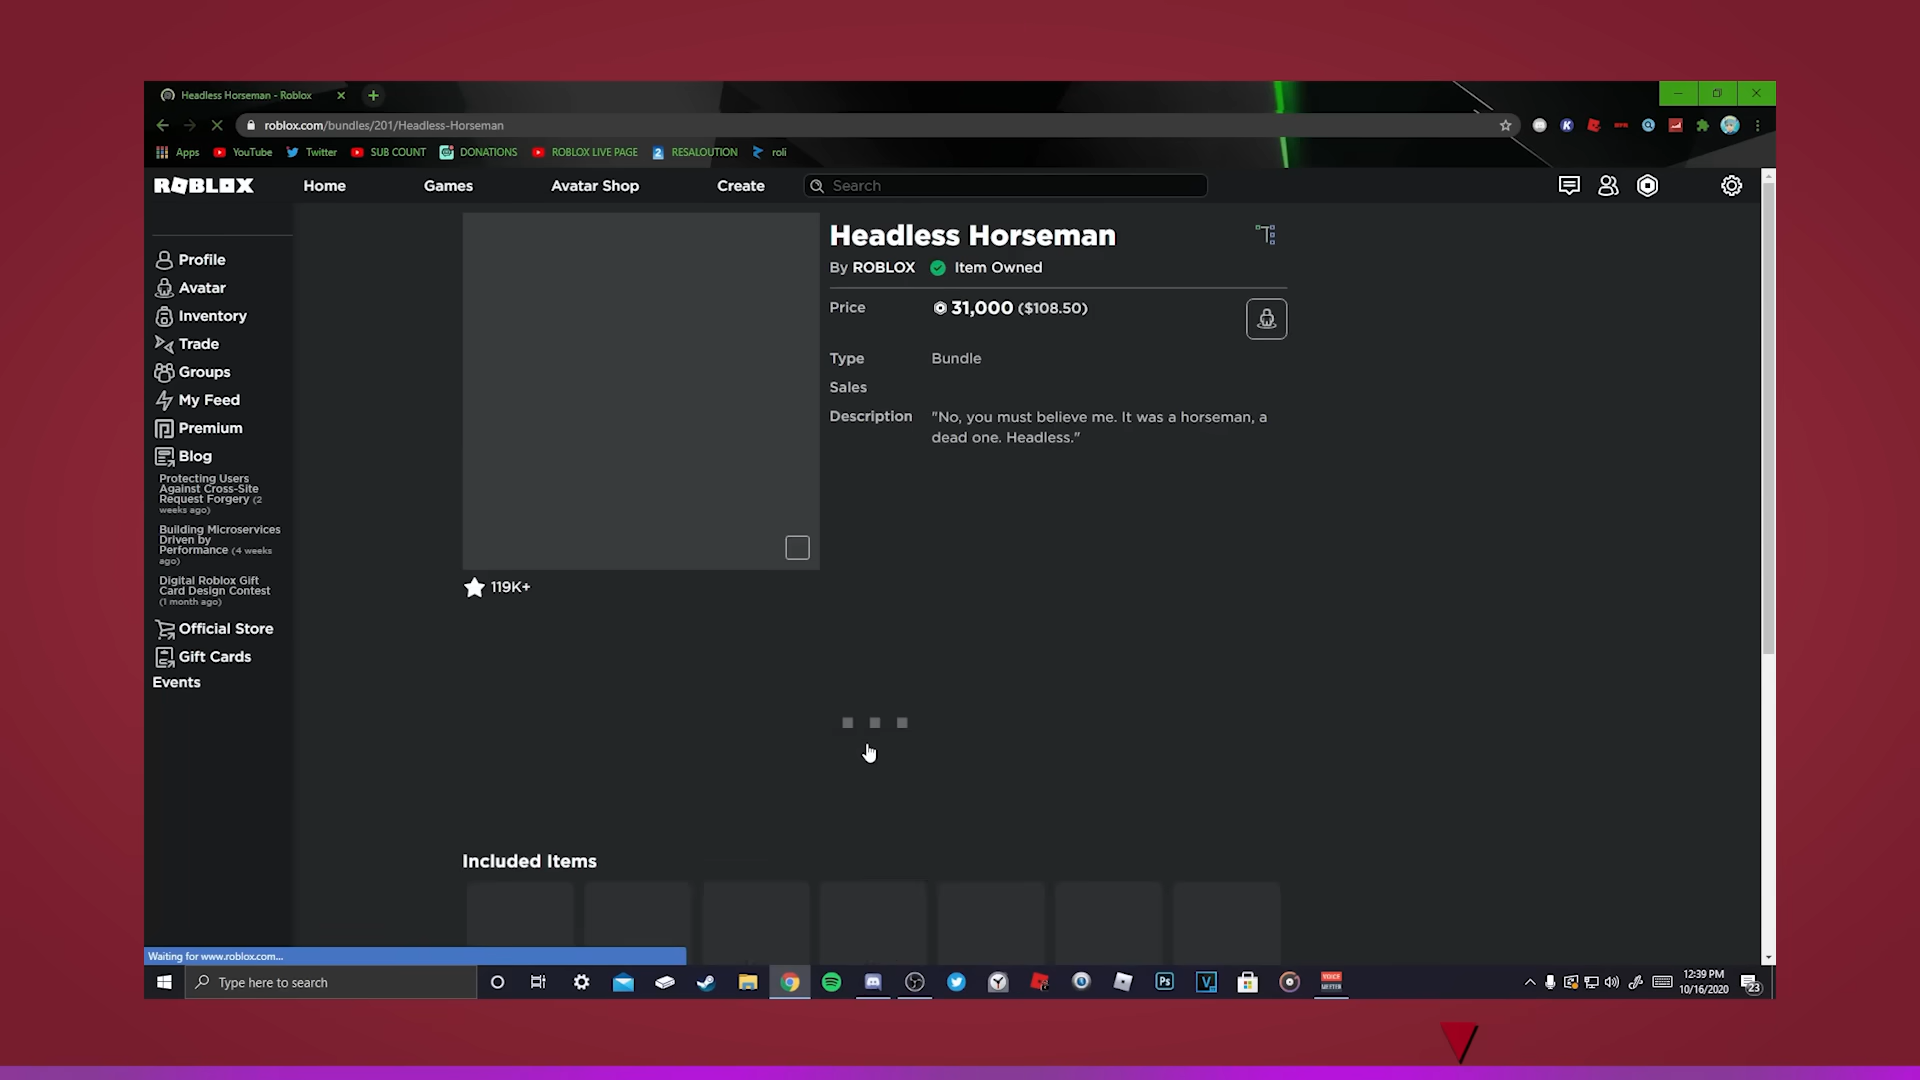 Headless Horseman - Roblox
roblox.com/bundles/201/Headless-Horseman
Apps YouTube Twitter SUB COUNT DONATIONS ROBLOX LIVE PAGE RESALOUTION roli
ROBLOX Home Games Avatar Shop Create Search
Headless Horseman
By ROBLOX Item Owned
Price 31,000 ($108.50)
Type Bundle
Sales
Description "No, you must believe me. It was a horseman, a
dead one. Headless."
119K+
Included Items
Profile
Avatar
Inventory
Trade
Groups
My Feed
Premium
Blog
Protecting Users
Against Cross-Site
Request Forgery (2
weeks ago)
Building Microservices
Driven by
Performance (4 weeks
ago)
Digital Roblox Gift
Card Design Contest
(1 month ago)
Official Store
Gift Cards
Events
Waiting for www.roblox.com...
Type here to search
Ps
V
VOICE
MEETER
12:39 PM
10/16/2020
23